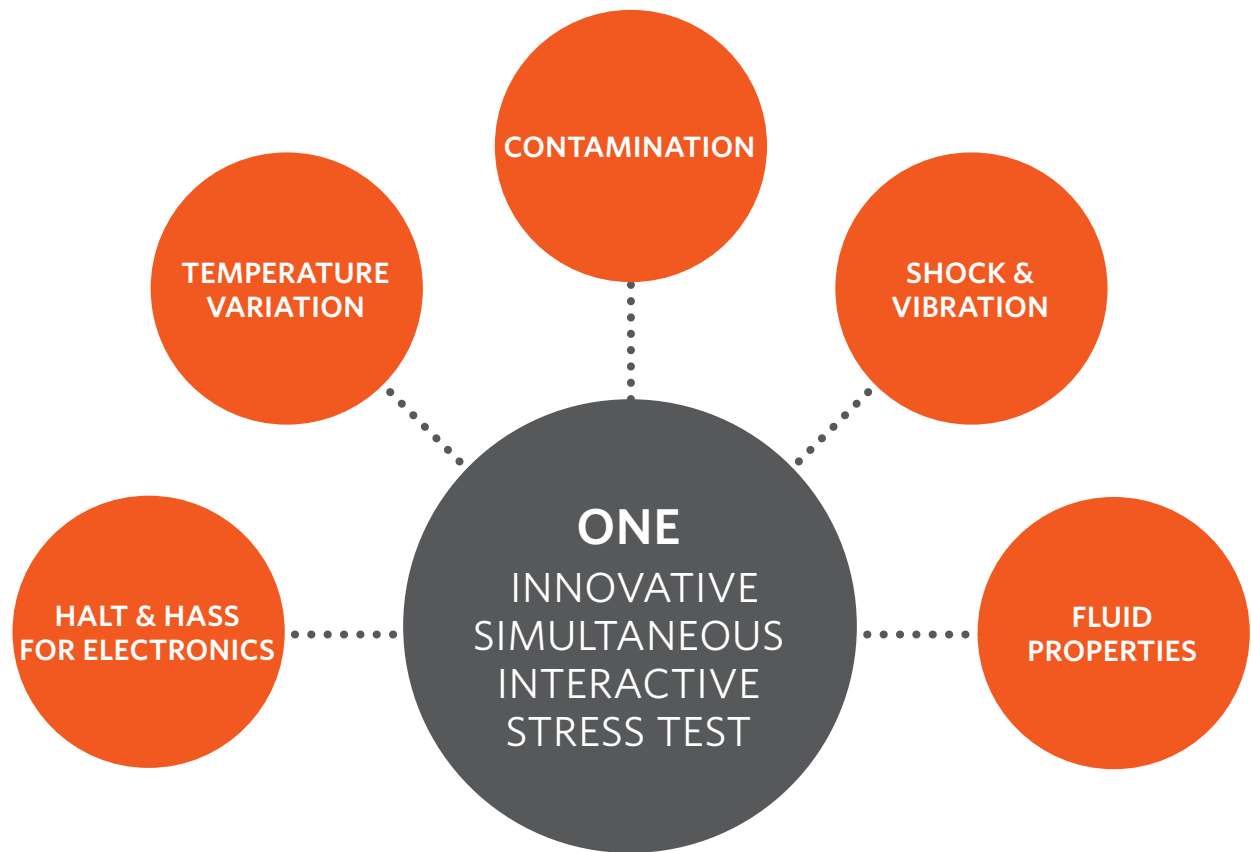 CONTAMINATION
TEMPERATURE
VARIATION
SHOCK &
VIBRATION
HALT & HASS
FOR ELECTRONICS
ONE
INNOVATIVE
SIMULTANEOUS
INTERACTIVE
STRESS TEST
FLUID
PROPERTIES